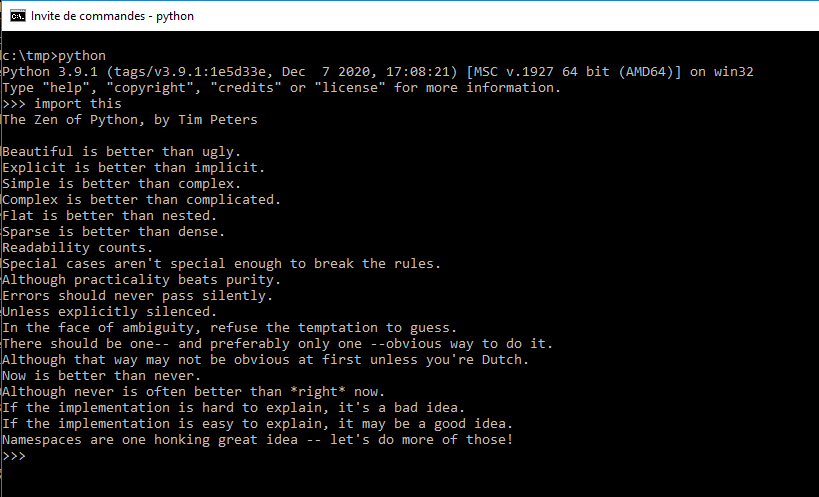 Invite de commandes - python
c:\tmp>python
Python 3.9.1 (tags/v3.9.1:1e5d33e, Dec  7 2020, 17:08:21) [MSC v.1927 64 bit (AMD64)] on win32
Type "help", "copyright", "credits" or "license" for more information.
>>> import this
The Zen of Python, by Tim Peters

Beautiful is better than ugly.
Explicit is better than implicit.
Simple is better than complex.
Complex is better than complicated.
Flat is better than nested.
Sparse is better than dense.
Readability counts.
Special cases aren't special enough to break the rules.
Although practicality beats purity.
Errors should never pass silently.
Unless explicitly silenced.
In the face of ambiguity, refuse the temptation to guess.
There should be one-- and preferably only one --obvious way to do it.
Although that way may not be obvious at first unless you're Dutch.
Now is better than never.
Although never is often better than *right* now.
If the implementation is hard to explain, it's a bad idea.
If the implementation is easy to explain, it may be a good idea.
Namespaces are one honking great idea -- let's do more of those!
>>>